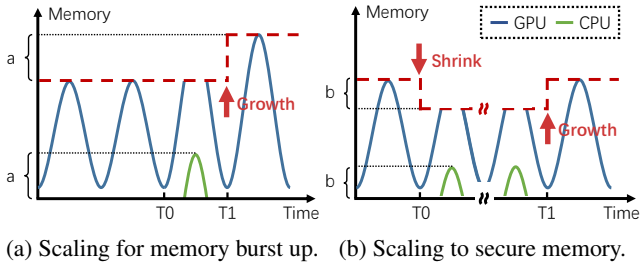 Memory
a
a
Growth
T0
T1
Time
Memory
GPU
CPU
Shrink
b
b
Growth
T0
T1
Time
(a) Scaling for memory burst up.
(b) Scaling to secure memory.